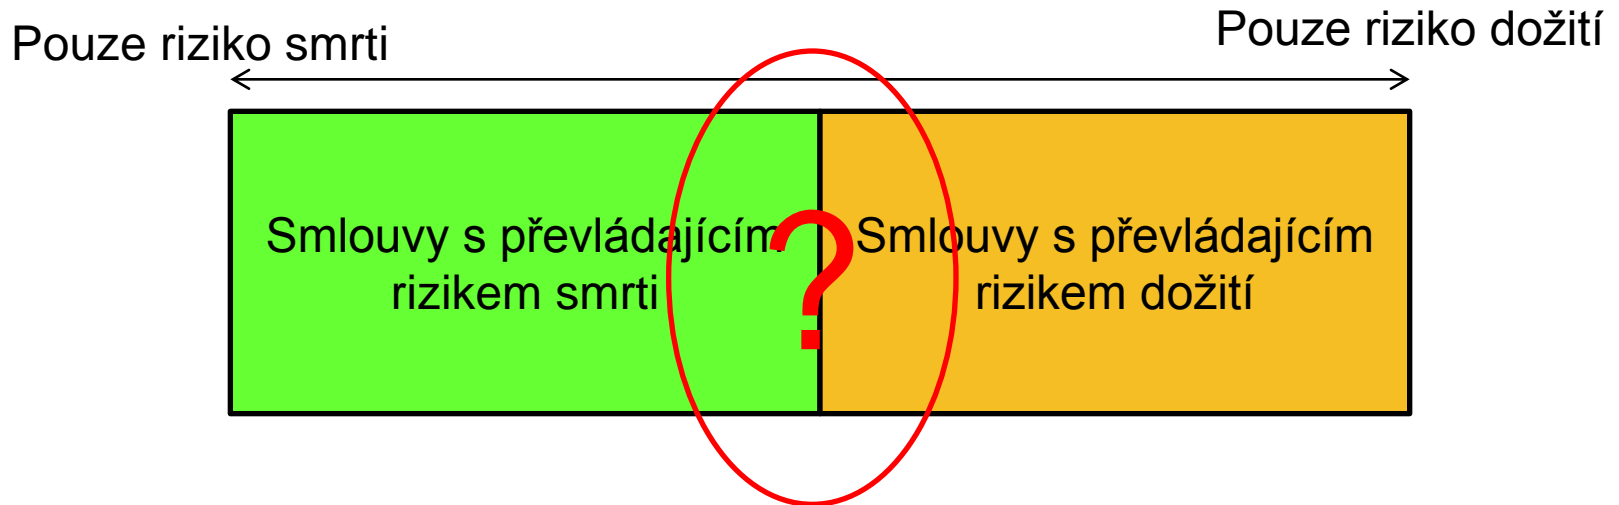 Pouze riziko smrti
Pouze riziko dožití
Smlouvy s převládajícím
rizikem smrti
?
Smlouvy s převládajícím
rizikem dožití